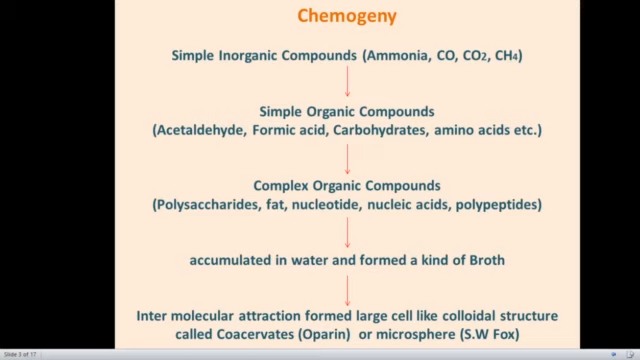 Chemogeny
Simple Inorganic Compounds (Ammonia, CO, CO2, CH4)
Simple Organic Compounds
(Acetaldehyde, Formic acid, Carbohydrates, amino acids etc.)
Complex Organic Compounds
(Polysaccharides, fat, nucleotide, nucleic acids, polypeptides)
accumulated in water and formed a kind of Broth
Inter molecular attraction formed large cell like colloidal structure
called Coacervates (Oparin) or microsphere (S.W Fox)
Slide 3 of 17